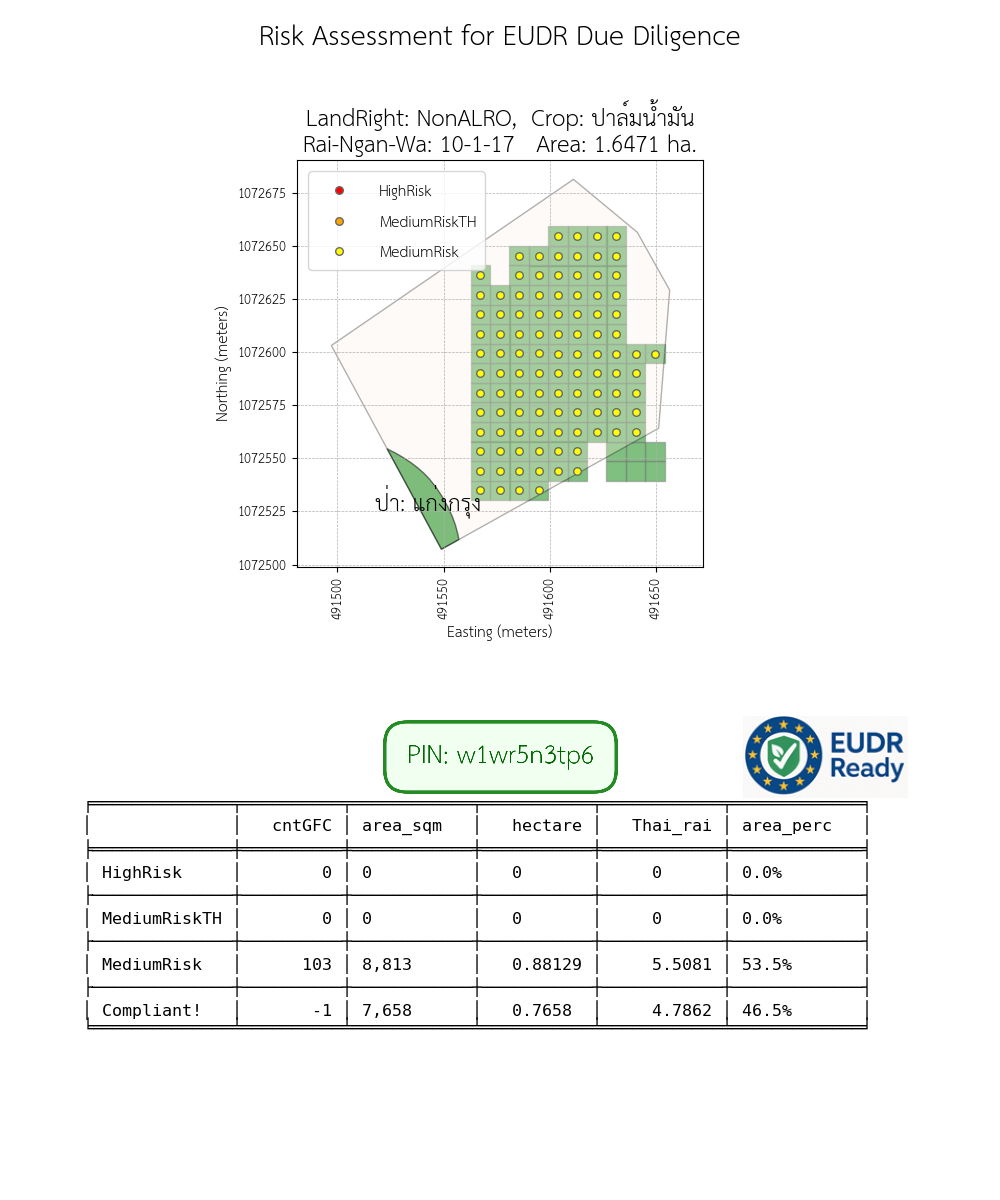 Risk Assessment for EUDR Due Diligence
LandRight: NonALRO, Crop: ปาล์มน้ำมัน
Rai-Ngan-Wa: 10-1-17 Area: 1.6471 ha.
HighRisk
MediumRiskTH
MediumRisk
1072675
1072650
1072625
1072600
1072575
1072550
1072525
1072500
Northing (meters)
ป่า: แก่งกรุง
491500
491550
491600
491650
Easting (meters)
PIN: w1wr5n3tp6
EUDR
Ready
cntGFC area_sqm hectare Thai_rai area_perc
HighRisk 0 0 0 0 0.0%
MediumRiskTH 0 0 0 0 0.0%
MediumRisk 103 8,813 0.88129 5.5081 53.5%
Compliant! -1 7,658 0.7658 4.7862 46.5%